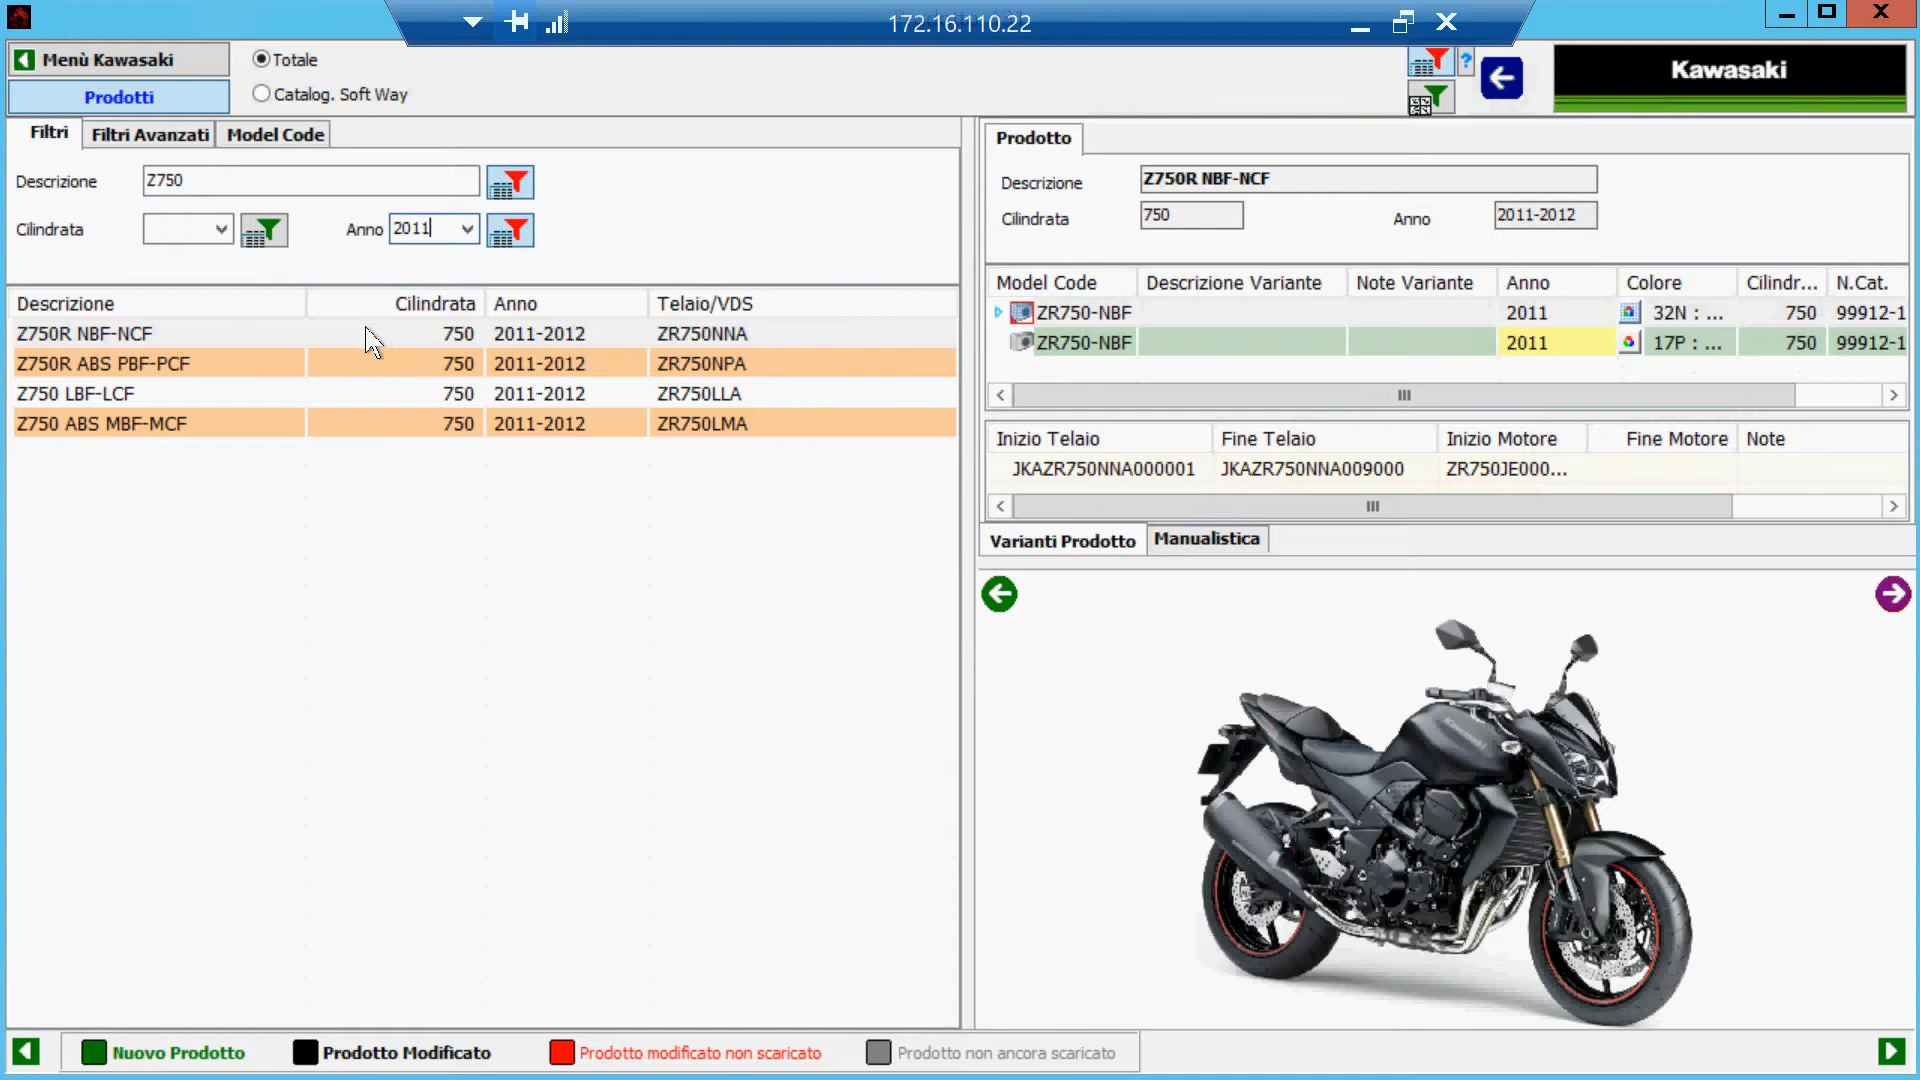 172.16.110.22
Menù Kawasaki
Totale
Prodotti
Catalog. Soft Way
?
Kawasaki
Filtri
Filtri Avanzati
Model Code
Descrizione
Z750
Cilindrata
Anno
2011
Descrizione Cilindrata Anno Telaio/VDS
Z750R NBF-NCF 750 2011-2012 ZR750NNA
Z750R ABS PBF-PCF 750 2011-2012 ZR750NPA
Z750 LBF-LCF 750 2011-2012 ZR750LLA
Z750 ABS MBF-MCF 750 2011-2012 ZR750LMA
Prodotto
Descrizione
Z750R NBF-NCF
Cilindrata
750
Anno
2011-2012
Model Code Descrizione Variante Note Variante Anno Colore Cilindr... N.Cat.
ZR750-NBF 2011 32N : ... 750 99912-1
ZR750-NBF 2011 17P : ... 750 99912-1
Inizio Telaio Fine Telaio Inizio Motore Fine Motore Note
JKAZR750NNA000001 JKAZR750NNA009000 ZR750JE000...
Varianti Prodotto
Manualistica
Nuovo Prodotto
Prodotto Modificato
Prodotto modificato non scaricato
Prodotto non ancora scaricato